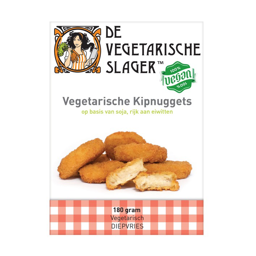 DE
VEGETARISCHE
SLAGER™
100%
vegan
Vegetarische Kipnuggets
op basis van soja, rijk aan eiwitten
180 gram
Vegetarisch
DIEPVRIES